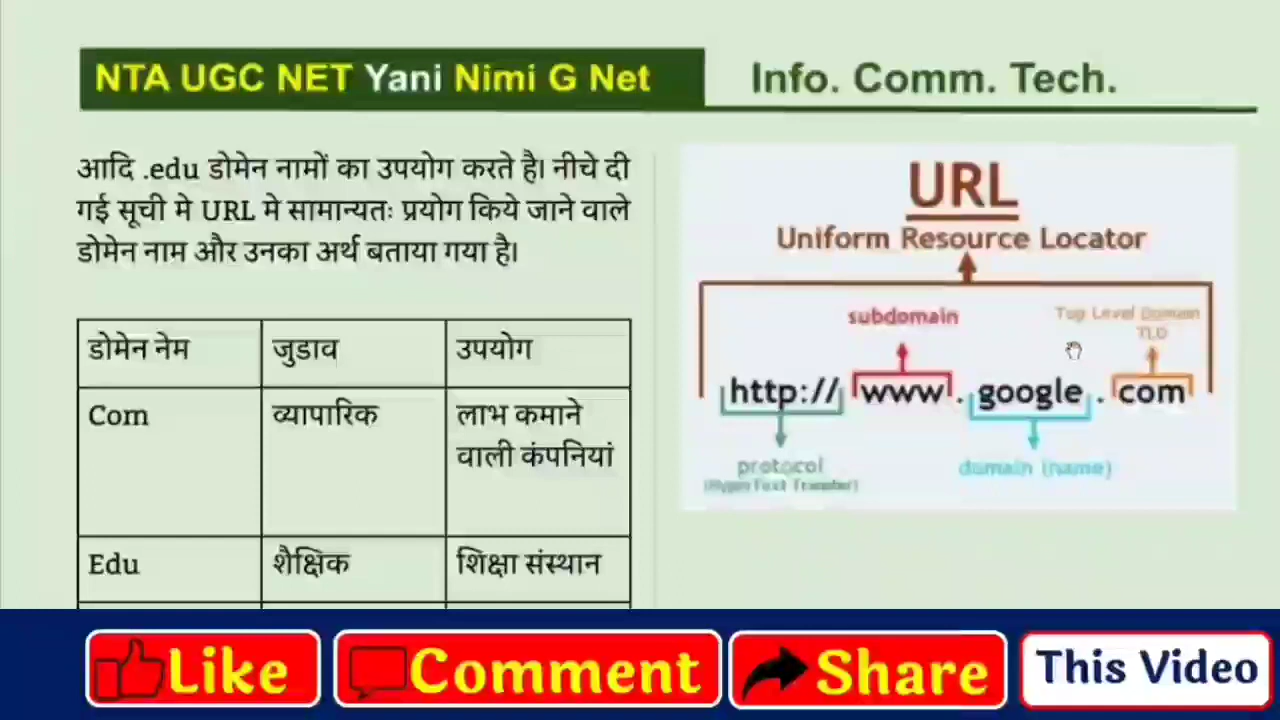 NTA UGC NET Yani Nimi G Net
Info. Comm. Tech.
आदि .edu डोमेन नामों का उपयोग करते है। नीचे दी
गई सूची मे URL मे सामान्यतः प्रयोग किये जाने वाले
डोमेन नाम और उनका अर्थ बताया गया है।
डोमेन नेम जुडाव उपयोग
Com व्यापारिक लाभ कमाने
वाली कंपनियां
Edu शैक्षिक शिक्षा संस्थान
URL
Uniform Resource Locator
subdomain
Top Level Domain
TLD
http:// www . google . com
protocol
(HyperText Transfer)
domain (name)
Like
Comment
Share
This Video